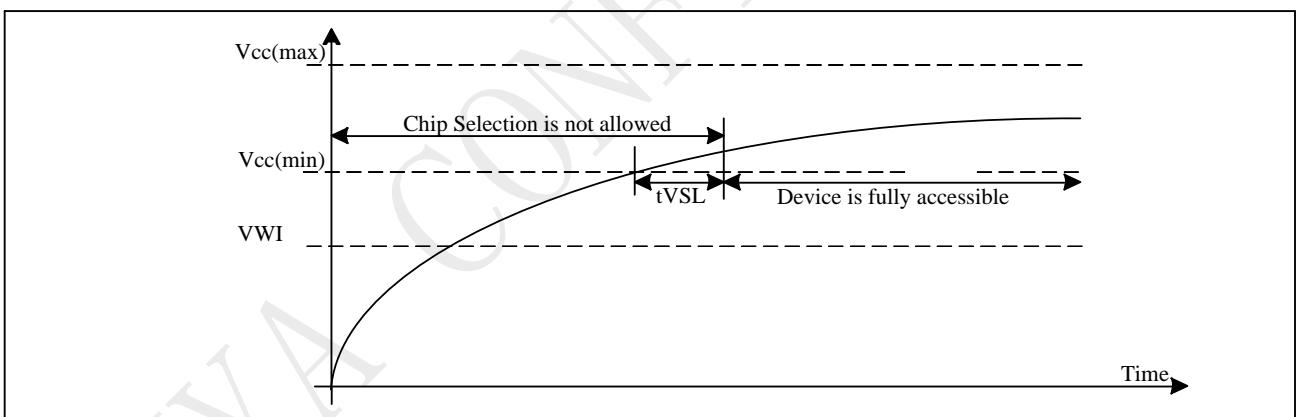 Vcc(max)
Chip Selection is not allowed
Vcc(min)
tVSL
Device is fully accessible
VWI
Time